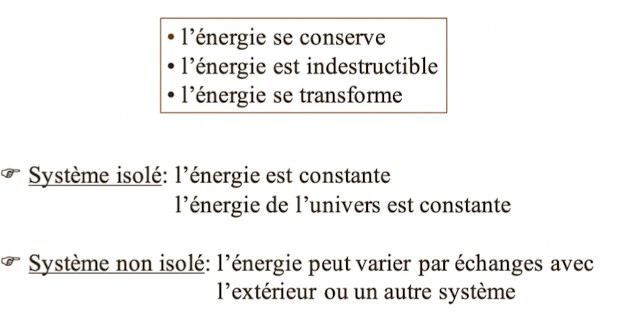 • l’énergie se conserve
• l’énergie est indestructible
• l’énergie se transforme
☞ Système isolé: l’énergie est constante
l’énergie de l’univers est constante
☞ Système non isolé: l’énergie peut varier par échanges avec
l’extérieur ou un autre système